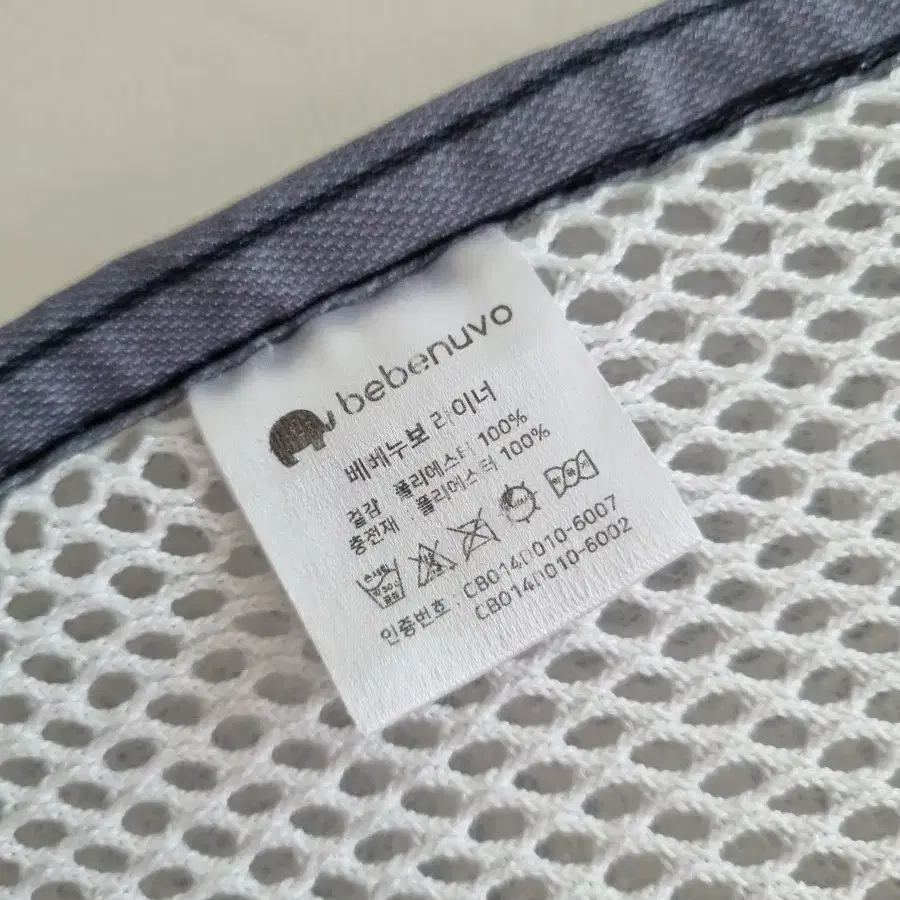 bebenuvo
베베누보 라이너
겉감 : 폴리에스터 100%
충전재 : 폴리에스터 100%
인증번호 : CB014D010-6007
CB014D010-6002